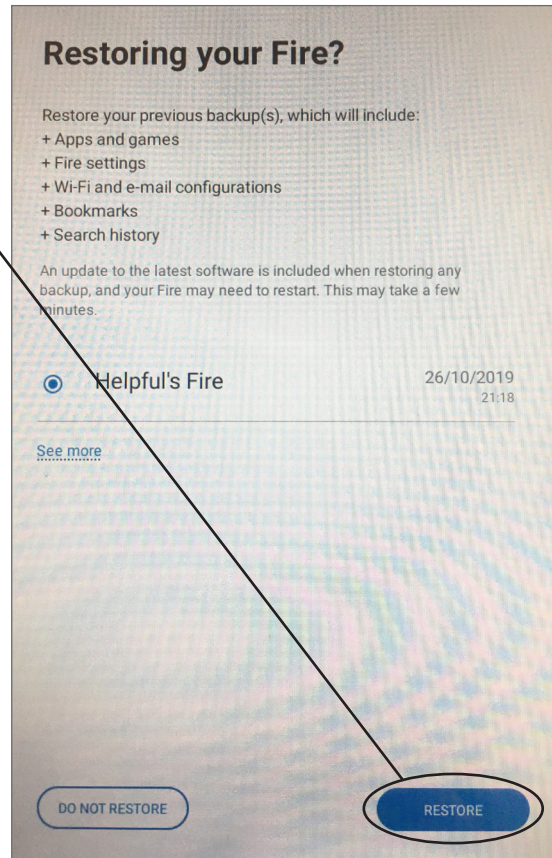 Restoring your Fire?
Restore your previous backup(s), which will include:
+ Apps and games
+ Fire settings
+ Wi-Fi and e-mail configurations
+ Bookmarks
+ Search history
An update to the latest software is included when restoring any
backup, and your Fire may need to restart. This may take a few
minutes.
Helpful's Fire 26/10/2019
21:18
See more
DO NOT RESTORE RESTORE